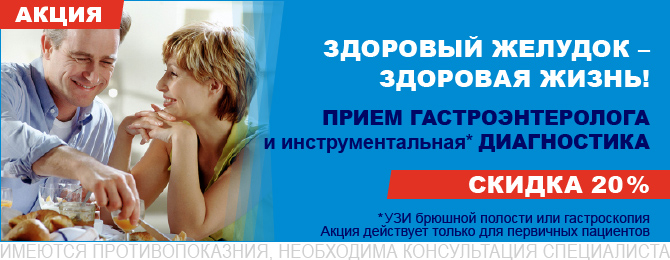 АКЦИЯ
ЗДОРОВЫЙ ЖЕЛУДОК –
ЗДОРОВАЯ ЖИЗНЬ!
ПРИЕМ ГАСТРОЭНТЕРОЛОГА
и инструментальная* ДИАГНОСТИКА
СКИДКА 20%
*УЗИ брюшной полости или гастроскопия
Акция действует только для первичных пациентов
ИМЕЮТСЯ ПРОТИВОПОКАЗНИЯ, НЕОБХОДИМА КОНСУЛЬТАЦИЯ СПЕЦИАЛИСТА